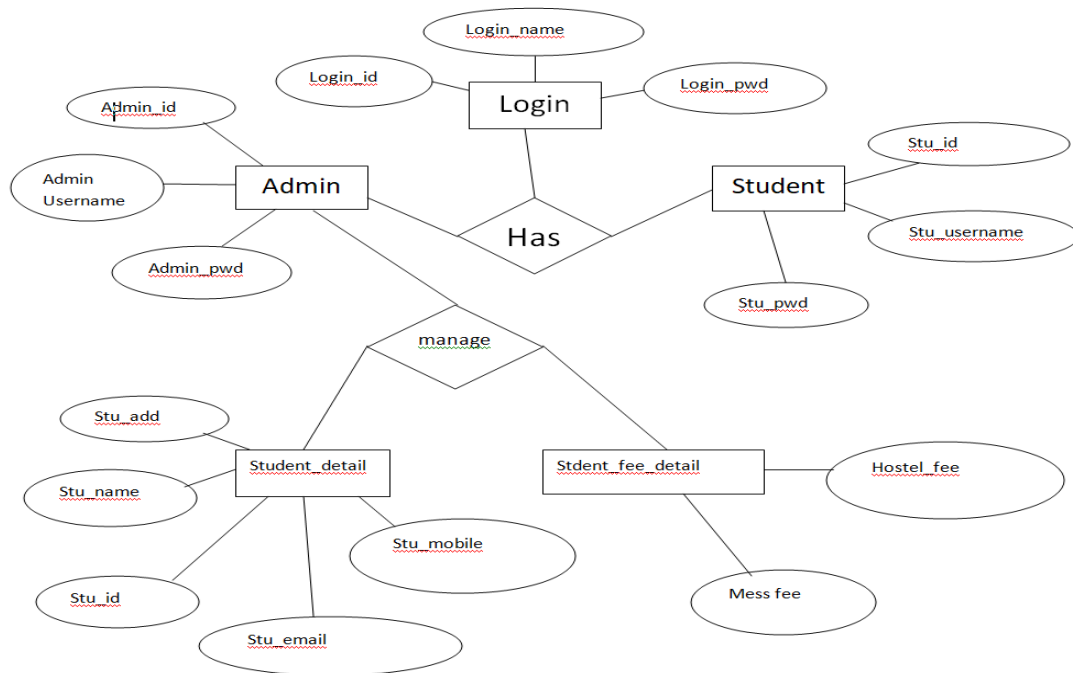 Login_name
Login_id
Login_pwd
Login
Admin_id
Stu_id
Admin
Username
Admin
Student
Stu_username
Has
Admin_pwd
Stu_pwd
manage
Stu_add
Student_detail
Stdent_fee_detail
Hostel_fee
Stu_name
Stu_mobile
Stu_id
Mess fee
Stu_email